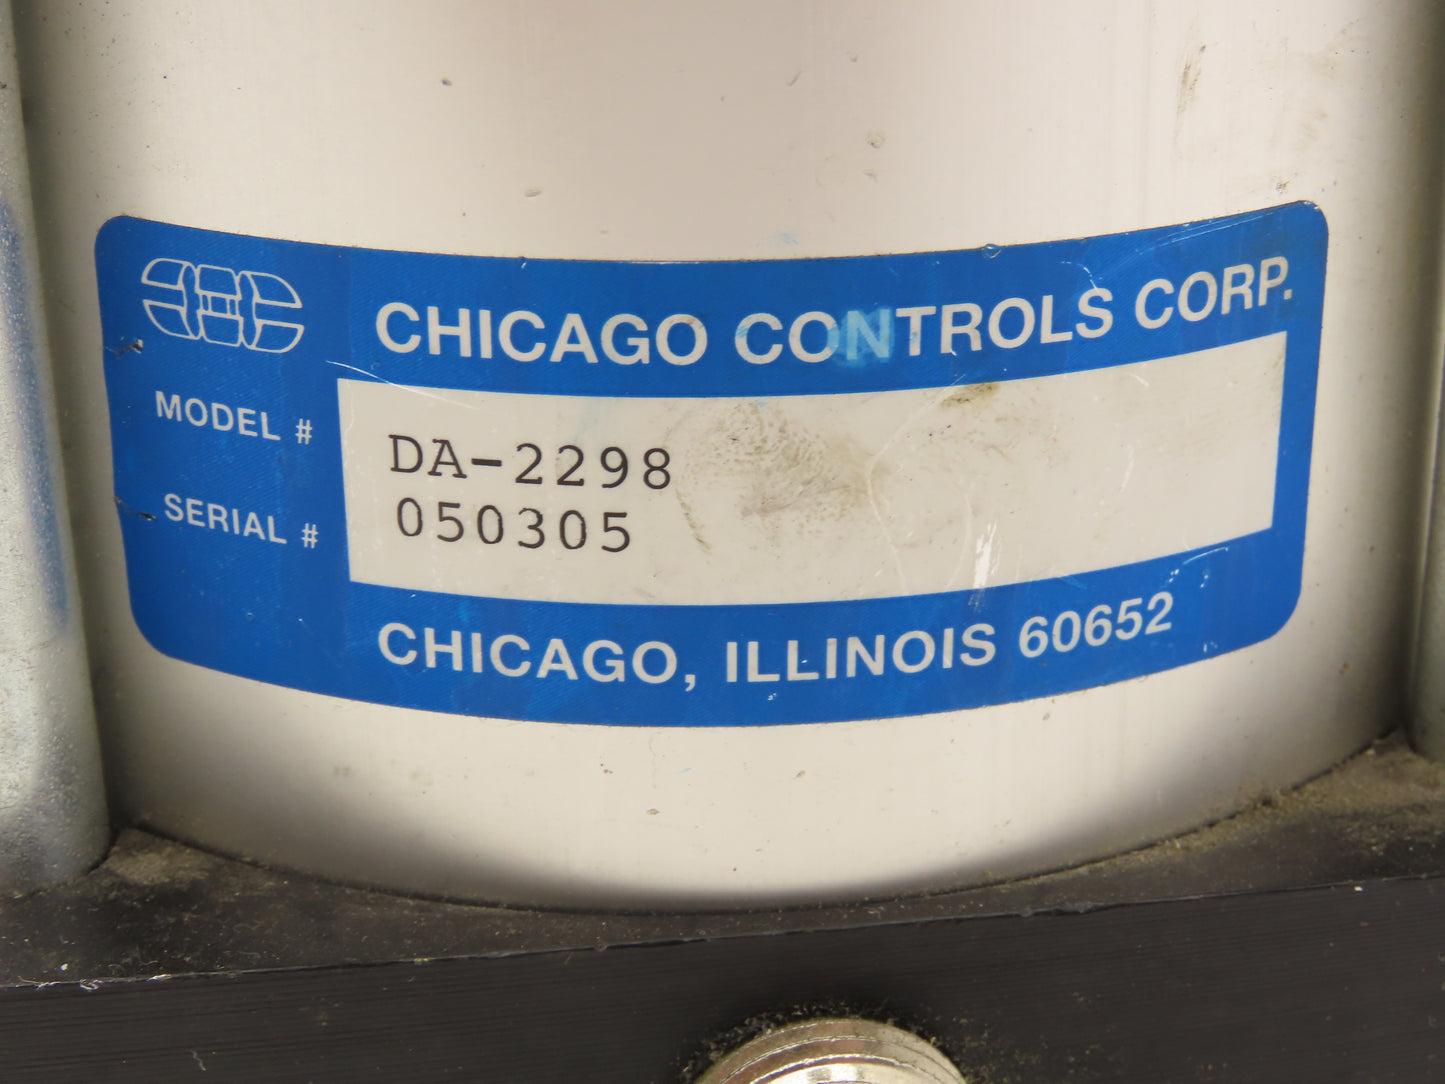 CHICAGO CONTROLS CORP.
MODEL # DA-2298
SERIAL # 050305
CHICAGO, ILLINOIS 60652